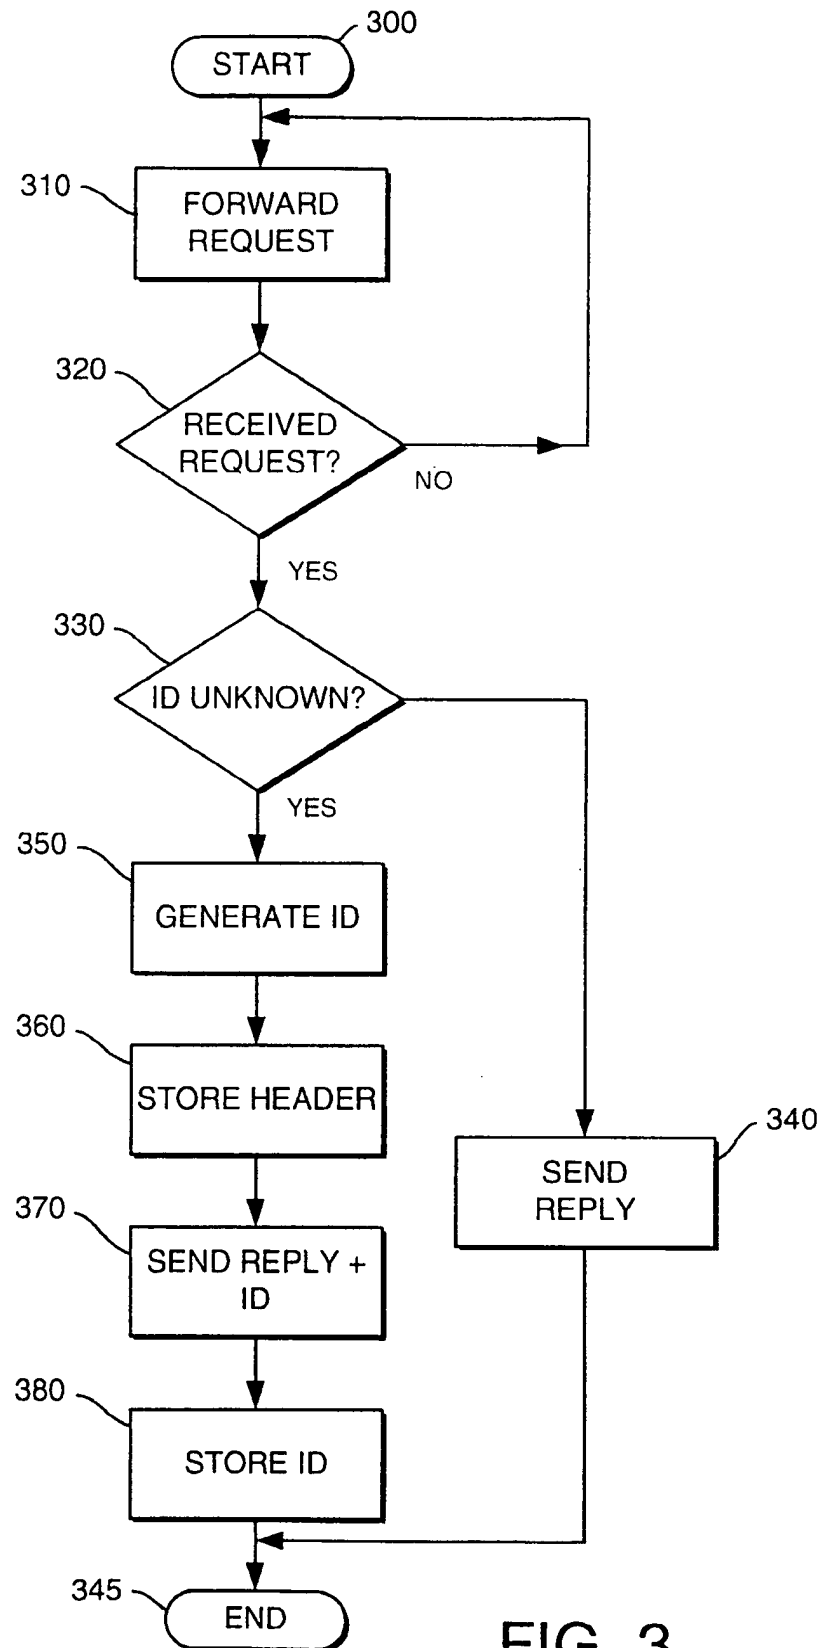 300
START
310
FORWARD
REQUEST
320
RECEIVED
REQUEST?
NO
YES
330
ID UNKNOWN?
YES
350
GENERATE ID
360
STORE HEADER
340
SEND
REPLY
370
SEND REPLY +
ID
380
STORE ID
345
END
FIG. 3